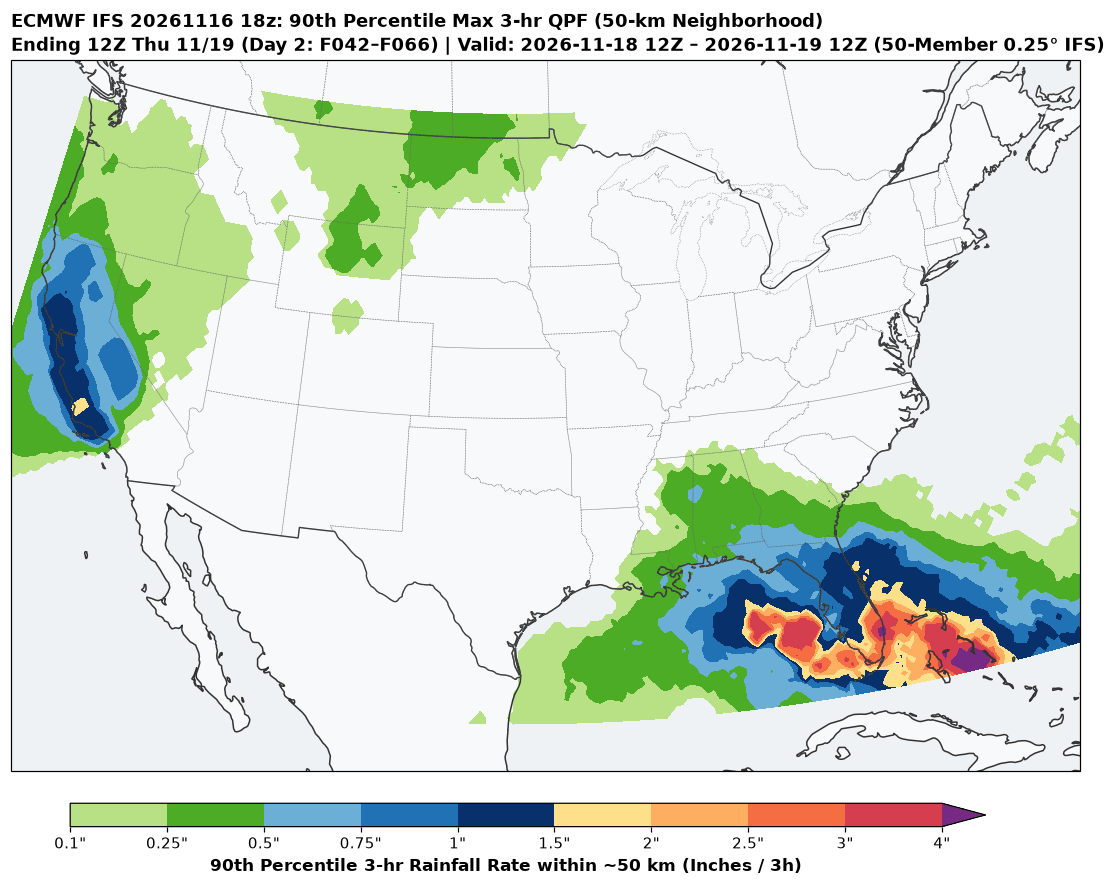 ECMWF IFS 20261116 18z: 90th Percentile Max 3-hr QPF (50-km Neighborhood)
Ending 12Z Thu 11/19 (Day 2: F042–F066) | Valid: 2026-11-18 12Z – 2026-11-19 12Z (50-Member 0.25° IFS)
0.1" 0.25" 0.5" 0.75" 1" 1.5" 2" 2.5" 3" 4"
90th Percentile 3-hr Rainfall Rate within ~50 km (Inches / 3h)